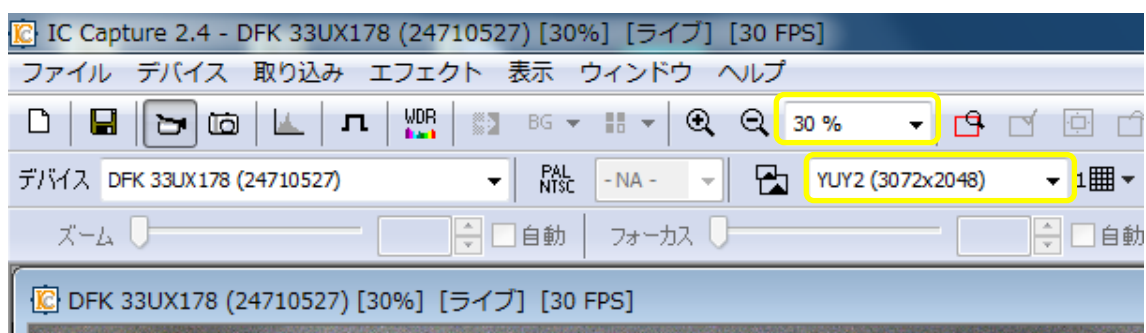 IC Capture 2.4 - DFK 33UX178 (24710527) [30%] [ライブ] [30 FPS]
ファイル デバイス 取り込み エフェクト 表示 ウィンドウ ヘルプ
WDR BG 30 %
デバイス DFK 33UX178 (24710527) PAL NTSC - NA - YUY2 (3072x2048) 1
ズーム 自動 フォーカス 自動
DFK 33UX178 (24710527) [30%] [ライブ] [30 FPS]